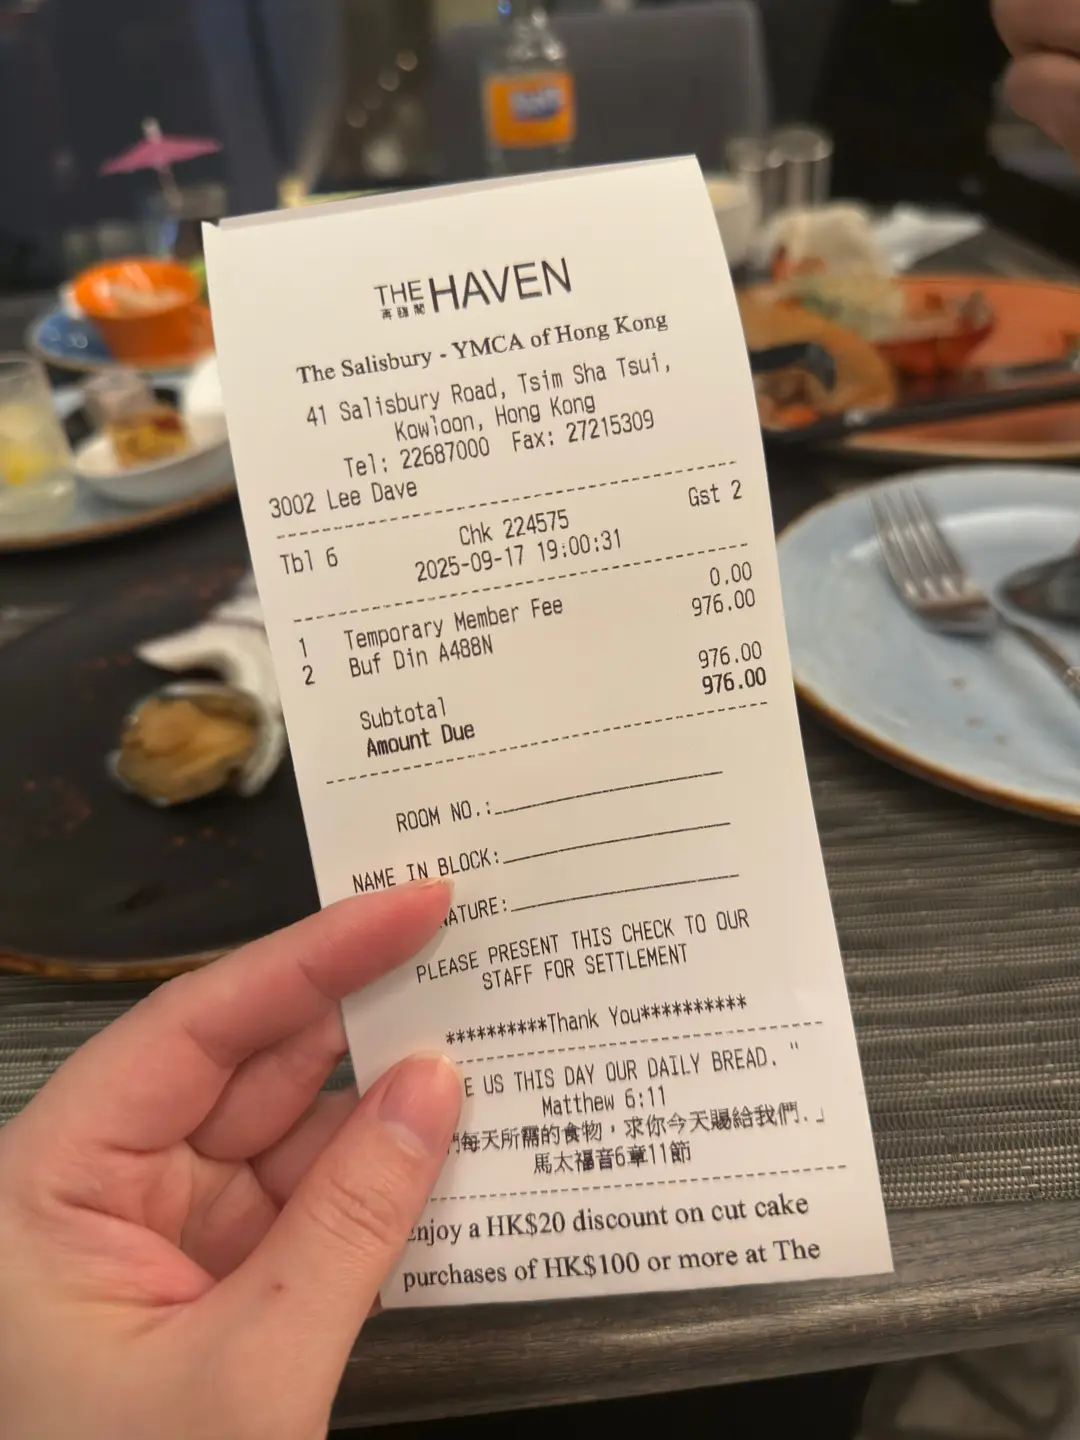 THE HAVEN
再聚閣
The Salisbury - YMCA of Hong Kong
41 Salisbury Road, Tsim Sha Tsui,
Kowloon, Hong Kong
Tel: 22687000 Fax: 27215309
3002 Lee Dave
Tbl 6 Chk 224575 Gst 2
2025-09-17 19:00:31
1 Temporary Member Fee 0.00
2 Buf Din A488N 976.00
Subtotal 976.00
Amount Due 976.00
ROOM NO.:
NAME IN BLOCK:
NATURE:
PLEASE PRESENT THIS CHECK TO OUR
STAFF FOR SETTLEMENT
**********Thank You**********
E US THIS DAY OUR DAILY BREAD. "
Matthew 6:11
們每天所需的食物，求你今天賜給我們.」
馬太福音6章11節
njoy a HK$20 discount on cut cake
purchases of HK$100 or more at The